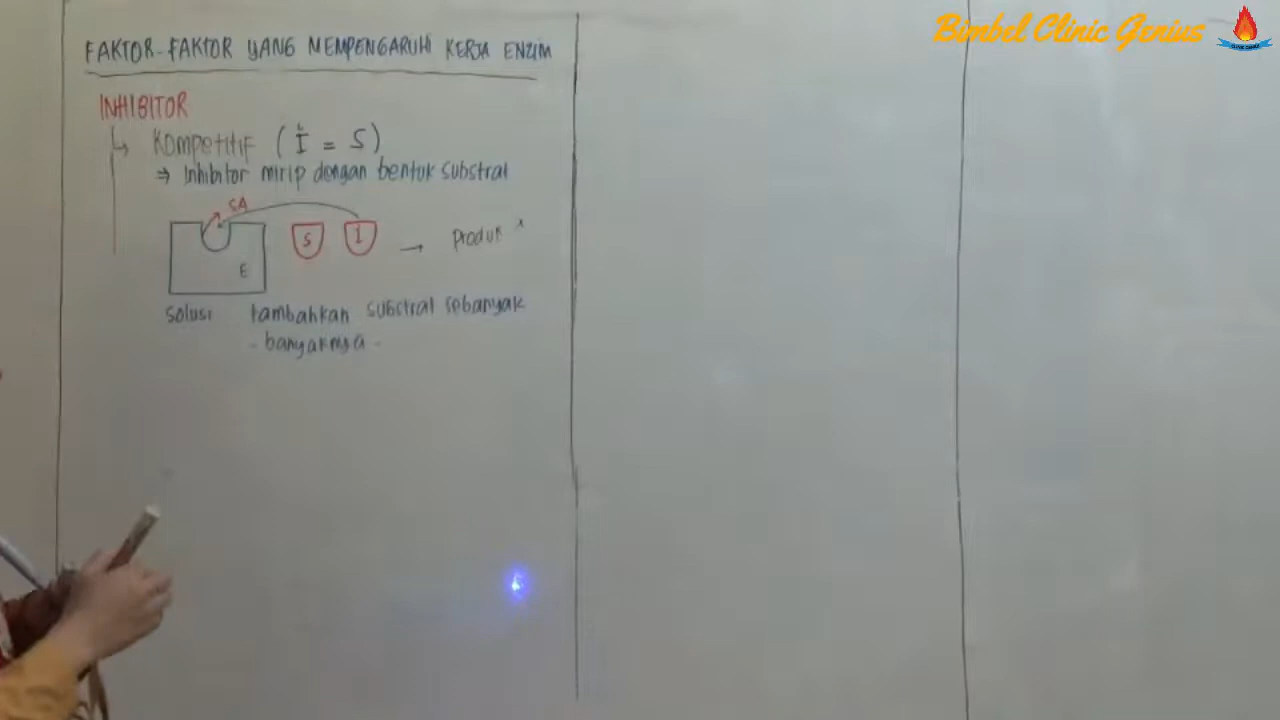 Bimbel Clinic Genius
FAKTOR-FAKTOR YANG MEMPENGARUHI KERJA ENZIM
INHIBITOR
↳ Kompetitif (I = S)
⇒ Inhibitor mirip dengan bentuk substrat
SA
S I → Produk x
E
Solusi tambahkan substrat sebanyak
- banyaknya -